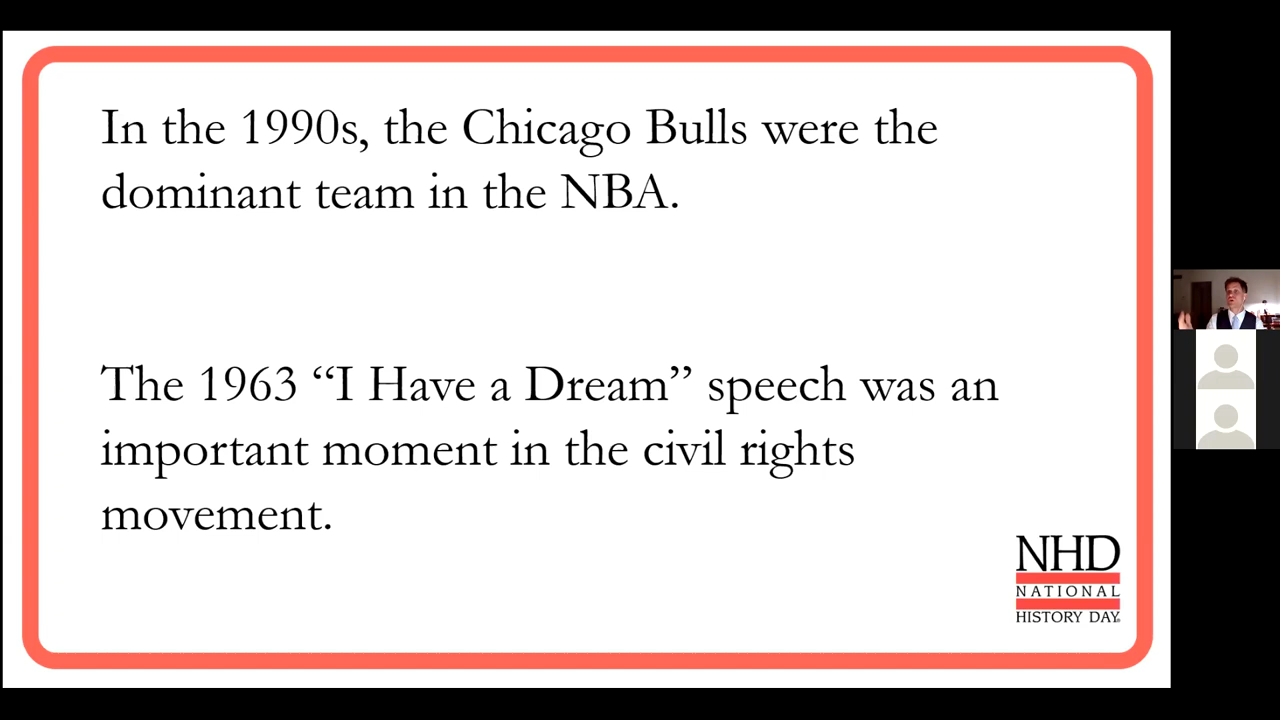 In the 1990s, the Chicago Bulls were the
dominant team in the NBA.
The 1963 “I Have a Dream” speech was an
important moment in the civil rights
movement.
NHD
NATIONAL
HISTORY DAY®